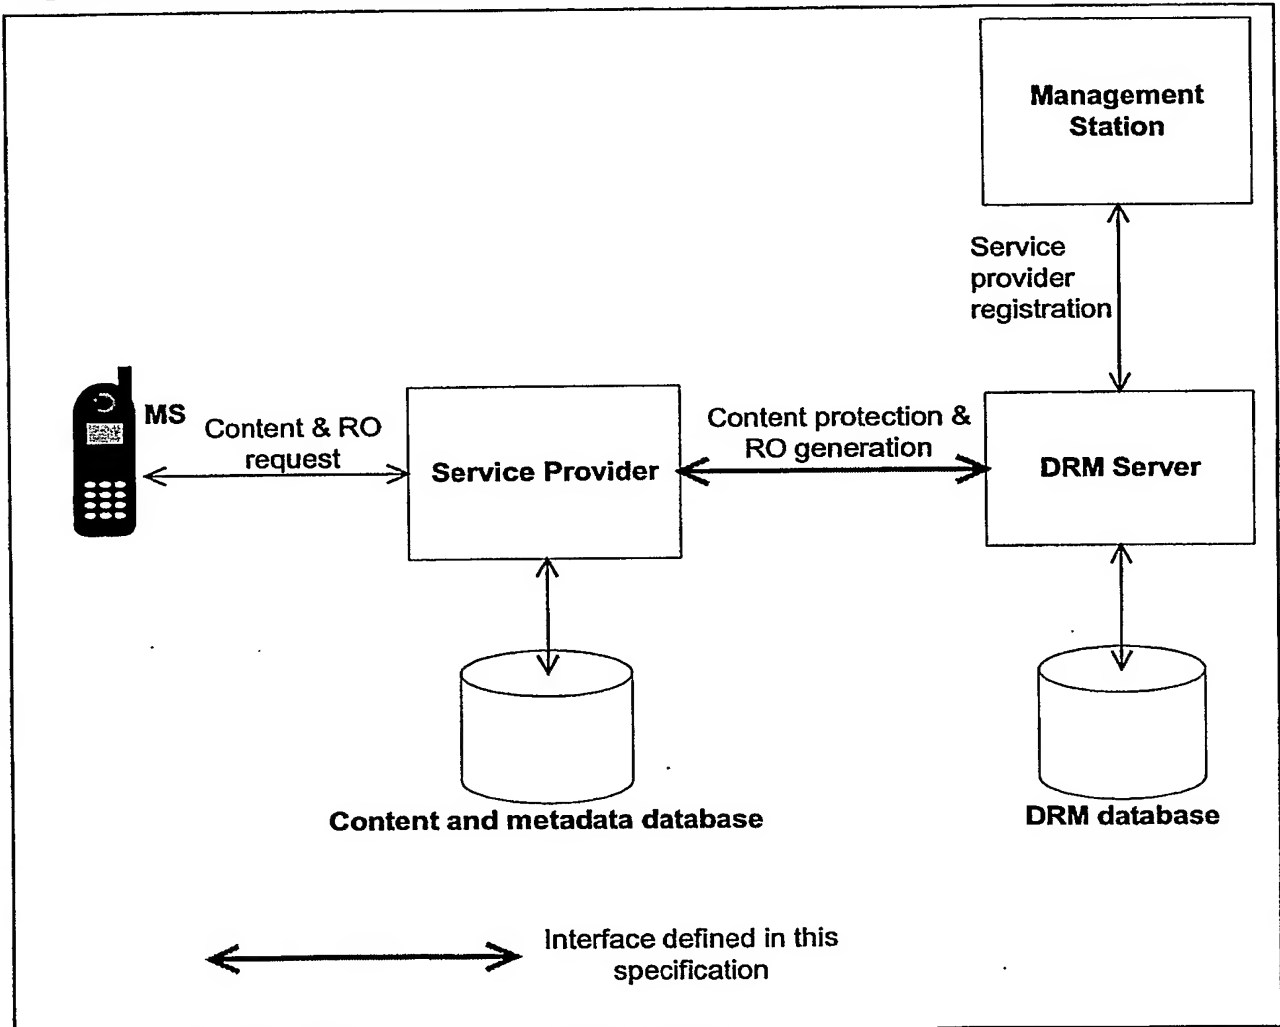 Management
Station
Service
provider
registration
MS
Content & RO
request
Service Provider
Content protection &
RO generation
DRM Server
Content and metadata database
DRM database
Interface defined in this
specification